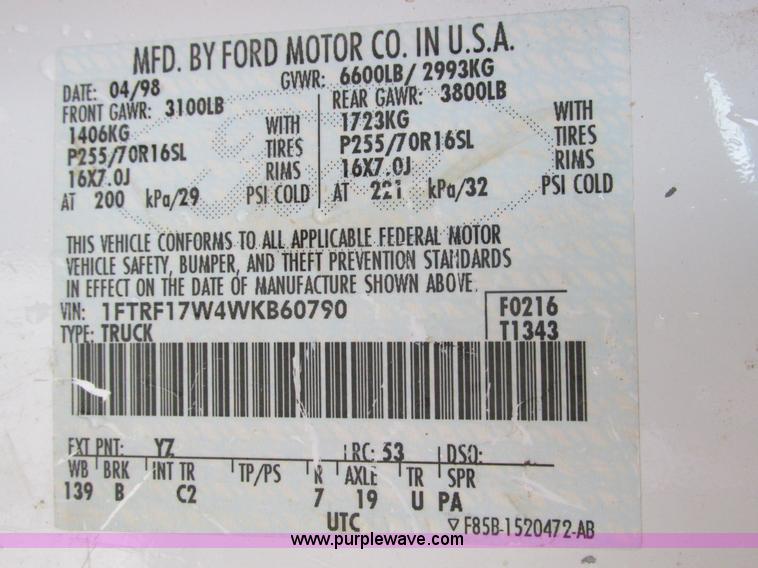 MFD. BY FORD MOTOR CO. IN U.S.A.
DATE: 04/98 GVWR: 6600LB/ 2993KG
FRONT GAWR: 3100LB REAR GAWR: 3800LB
1406KG WITH 1723KG WITH
P255/70R16SL TIRES P255/70R16SL TIRES
16X7.0J RIMS 16X7.0J RIMS
AT 200 kPa/29 PSI COLD AT 221 kPa/32 PSI COLD
THIS VEHICLE CONFORMS TO ALL APPLICABLE FEDERAL MOTOR
VEHICLE SAFETY, BUMPER, AND THEFT PREVENTION STANDARDS
IN EFFECT ON THE DATE OF MANUFACTURE SHOWN ABOVE.
VIN: 1FTRF17W4WKB60790 F0216
TYPE: TRUCK T1343
EXT PNT: YZ RC: 53 DSO:
WB BRK INT TR TP/PS R AXLE TR SPR
139 B C2 7 19 U PA
UTC ▽ F85B-1520472-AB
www.purplewave.com